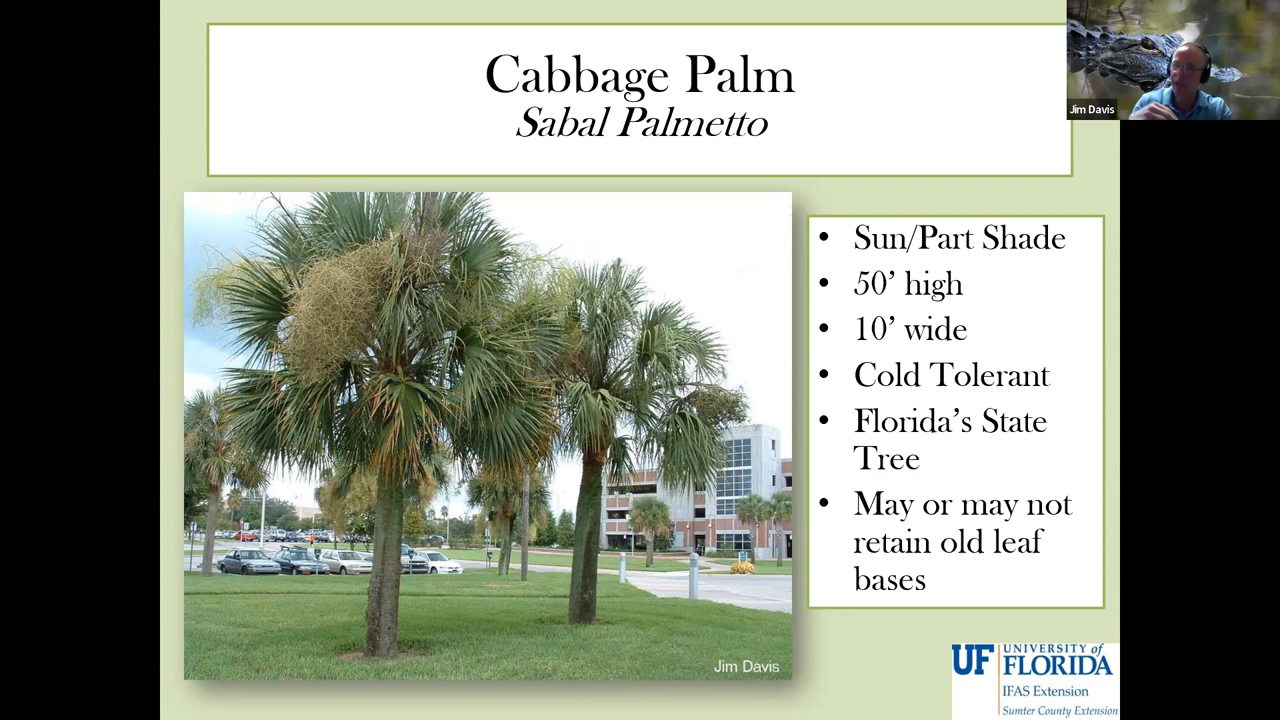 Cabbage Palm
Sabal Palmetto
Jim Davis
• Sun/Part Shade
• 50’ high
• 10’ wide
• Cold Tolerant
• Florida’s State
Tree
• May or may not
retain old leaf
bases
Jim Davis
UF UNIVERSITY of
FLORIDA
IFAS Extension
Sumter County Extension